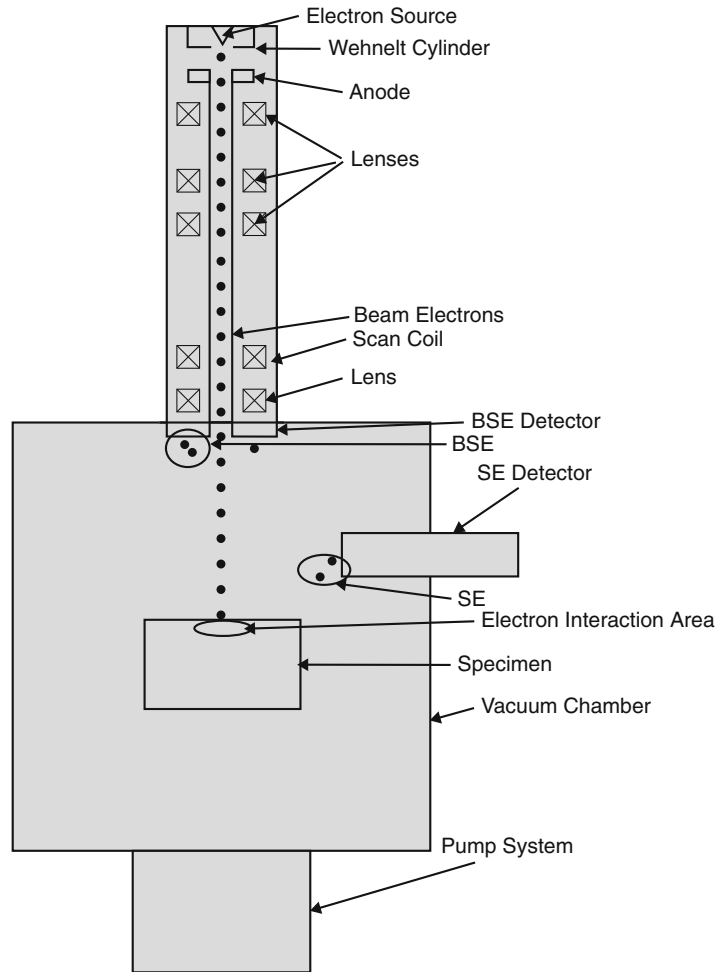 Electron Source
Wehnelt Cylinder
Anode
Lenses
Beam Electrons
Scan Coil
Lens
BSE Detector
BSE
SE Detector
SE
Electron Interaction Area
Specimen
Vacuum Chamber
Pump System